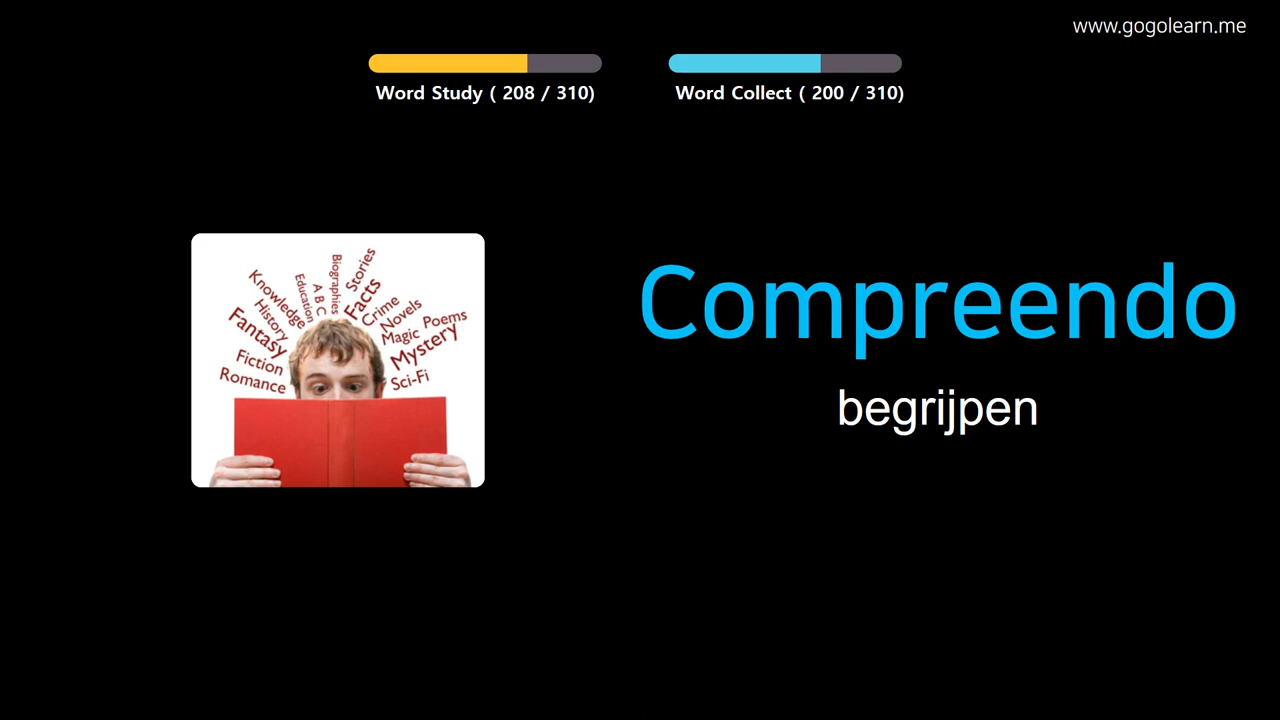 www.gogolearn.me
Word Study ( 208 / 310)
Word Collect ( 200 / 310)
Compreendo
begrijpen
Stories
Biographies
Facts
Knowledge
Education
A B C
Crime
History
Novels
Fantasy
Magic
Poems
Mystery
Fiction
Romance
Sci-Fi